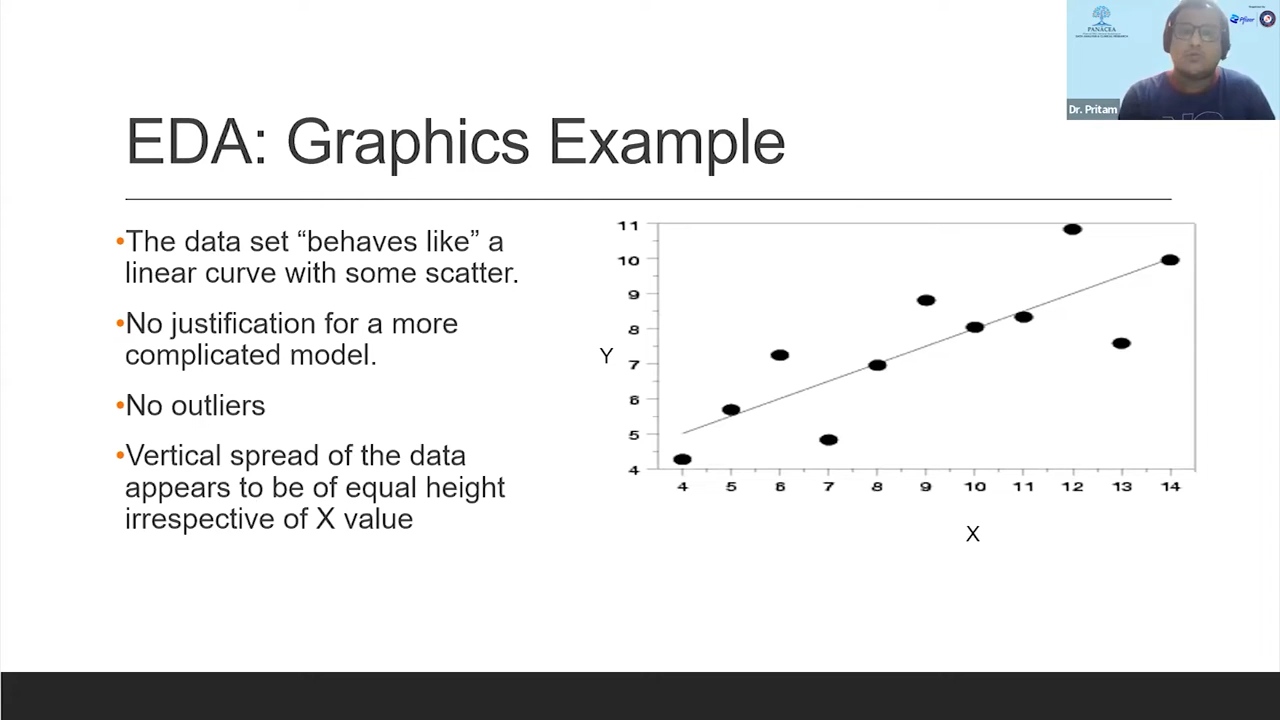 PANACEA
Pfizer
Dr. Pritam
EDA: Graphics Example
•The data set “behaves like” a
linear curve with some scatter.
•No justification for a more
complicated model.
•No outliers
•Vertical spread of the data
appears to be of equal height
irrespective of X value
11
10
9
8
7
6
5
4
Y
4 5 6 7 8 9 10 11 12 13 14
X